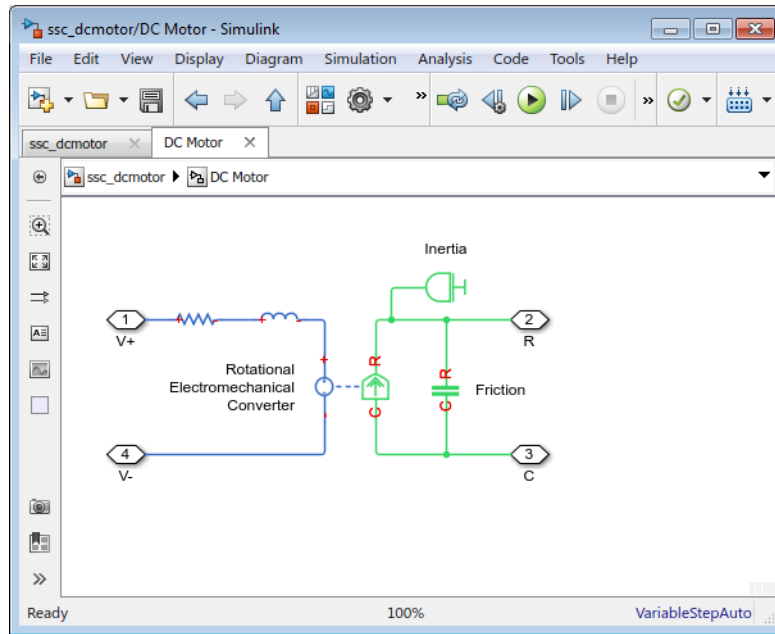 ssc_dcmotor/DC Motor - Simulink
File Edit View Display Diagram Simulation Analysis Code Tools Help
» »
ssc_dcmotor DC Motor
ssc_dcmotor DC Motor
Inertia
1
V+
+ - + -
2
R
+
R
Rotational
Electromechanical
Converter
-
C
R
C
Friction
4
V-
3
C
A
»
Ready 100% VariableStepAuto